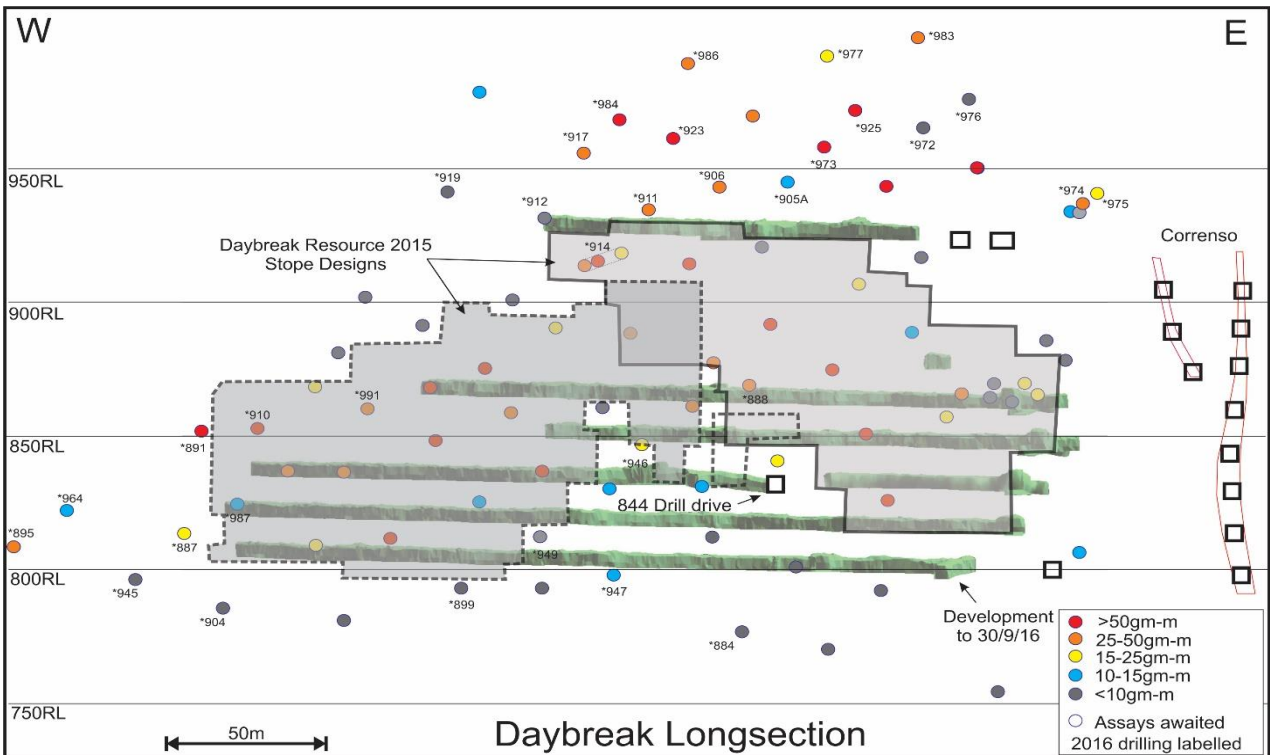 W
E
*983
*986
*977
*984
*976
*925
*923
*917
*973
*972
950RL
*919
*906
*905A
*974
*975
*911
*912
Correnso
Daybreak Resource 2015
Stope Designs
*914
900RL
*991
*888
*910
850RL
*891
*946
844 Drill drive
*964
*987
*895
*887
*949
800RL
*945
*899
*947
*904
*884
Development
to 30/9/16
>50gm-m
25-50gm-m
15-25gm-m
10-15gm-m
<10gm-m
Assays awaited
2016 drilling labelled
750RL
50m
Daybreak Longsection